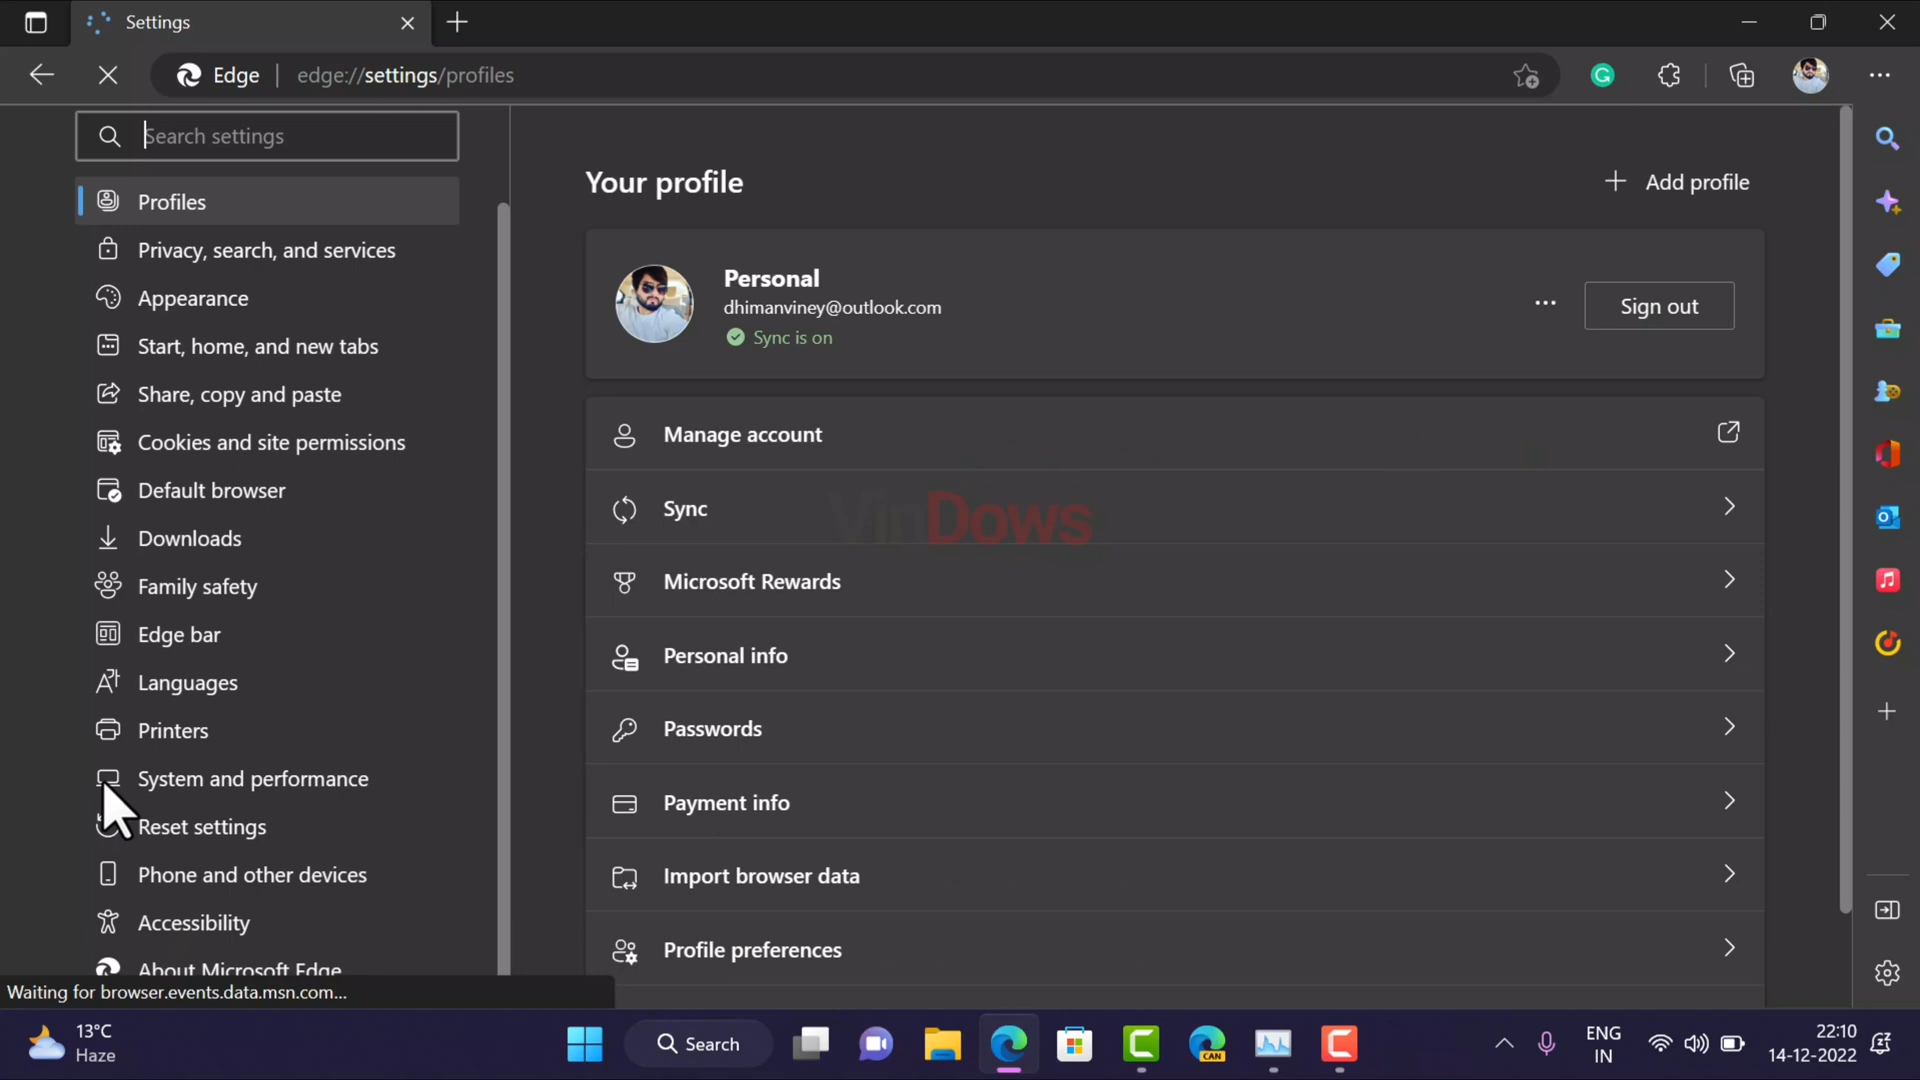 Settings
Edge
edge://settings/profiles
Search settings
Profiles
Privacy, search, and services
Appearance
Start, home, and new tabs
Share, copy and paste
Cookies and site permissions
Default browser
Downloads
Family safety
Edge bar
Languages
Printers
System and performance
Reset settings
Phone and other devices
Accessibility
About Microsoft Edge
Your profile
Add profile
Personal
dhimanviney@outlook.com
Sync is on
Sign out
Manage account
Sync
VinDows
Microsoft Rewards
Personal info
Passwords
Payment info
Import browser data
Profile preferences
Waiting for browser.events.data.msn.com...
13°C
Haze
Search
CAN
ENG
IN
22:10
14-12-2022